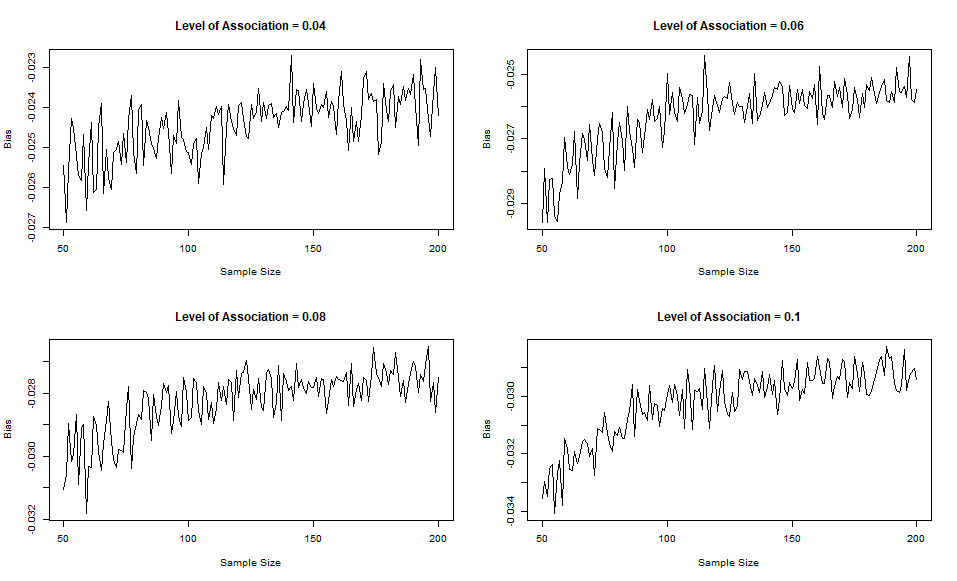 Level of Association = 0.04
Bias
-0.023
-0.024
-0.025
-0.026
-0.027
50 100 150 200
Sample Size
Level of Association = 0.06
Bias
-0.025
-0.027
-0.029
50 100 150 200
Sample Size
Level of Association = 0.08
Bias
-0.028
-0.030
-0.032
50 100 150 200
Sample Size
Level of Association = 0.1
Bias
-0.030
-0.032
-0.034
50 100 150 200
Sample Size